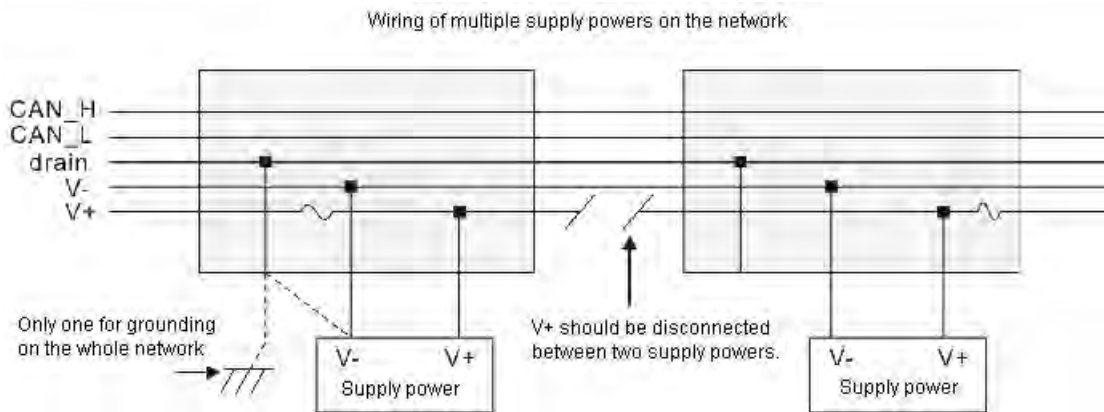 Wiring of multiple supply powers on the network
CAN_H
CAN_L
drain
V-
V+
Only one for grounding
on the whole network
V- V+
Supply power
V+ should be disconnected
between two supply powers.
V- V+
Supply power